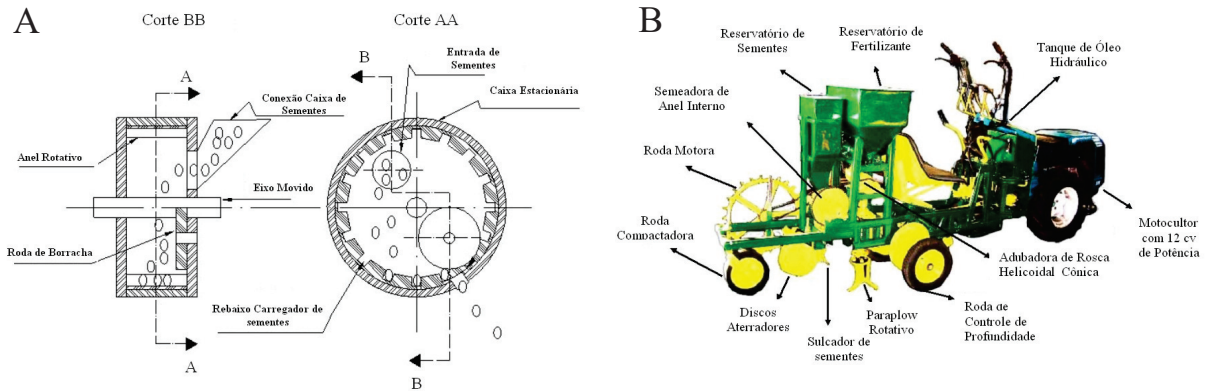 A
Corte BB
Corte AA
A
B
Conexão Caixa de
Sementes
Entrada de
Sementes
Caixa Estacionária
Anel Rotativo
Eixo Movido
Roda de Borracha
Rebaixo Carregador de
sementes
A
B
B
Reservatório de
Sementes
Reservatório de
Fertilizante
Tanque de Óleo
Hidráulico
Semeadora de
Anel Interno
Roda Motora
Roda
Compactadora
Motocultor
com 12 cv
de Potência
Adubadora de Rosca
Helicoidal Cônica
Discos
Aterradores
Sulcador de
sementes
Paraplow
Rotativo
Roda de
Controle de
Profundidade